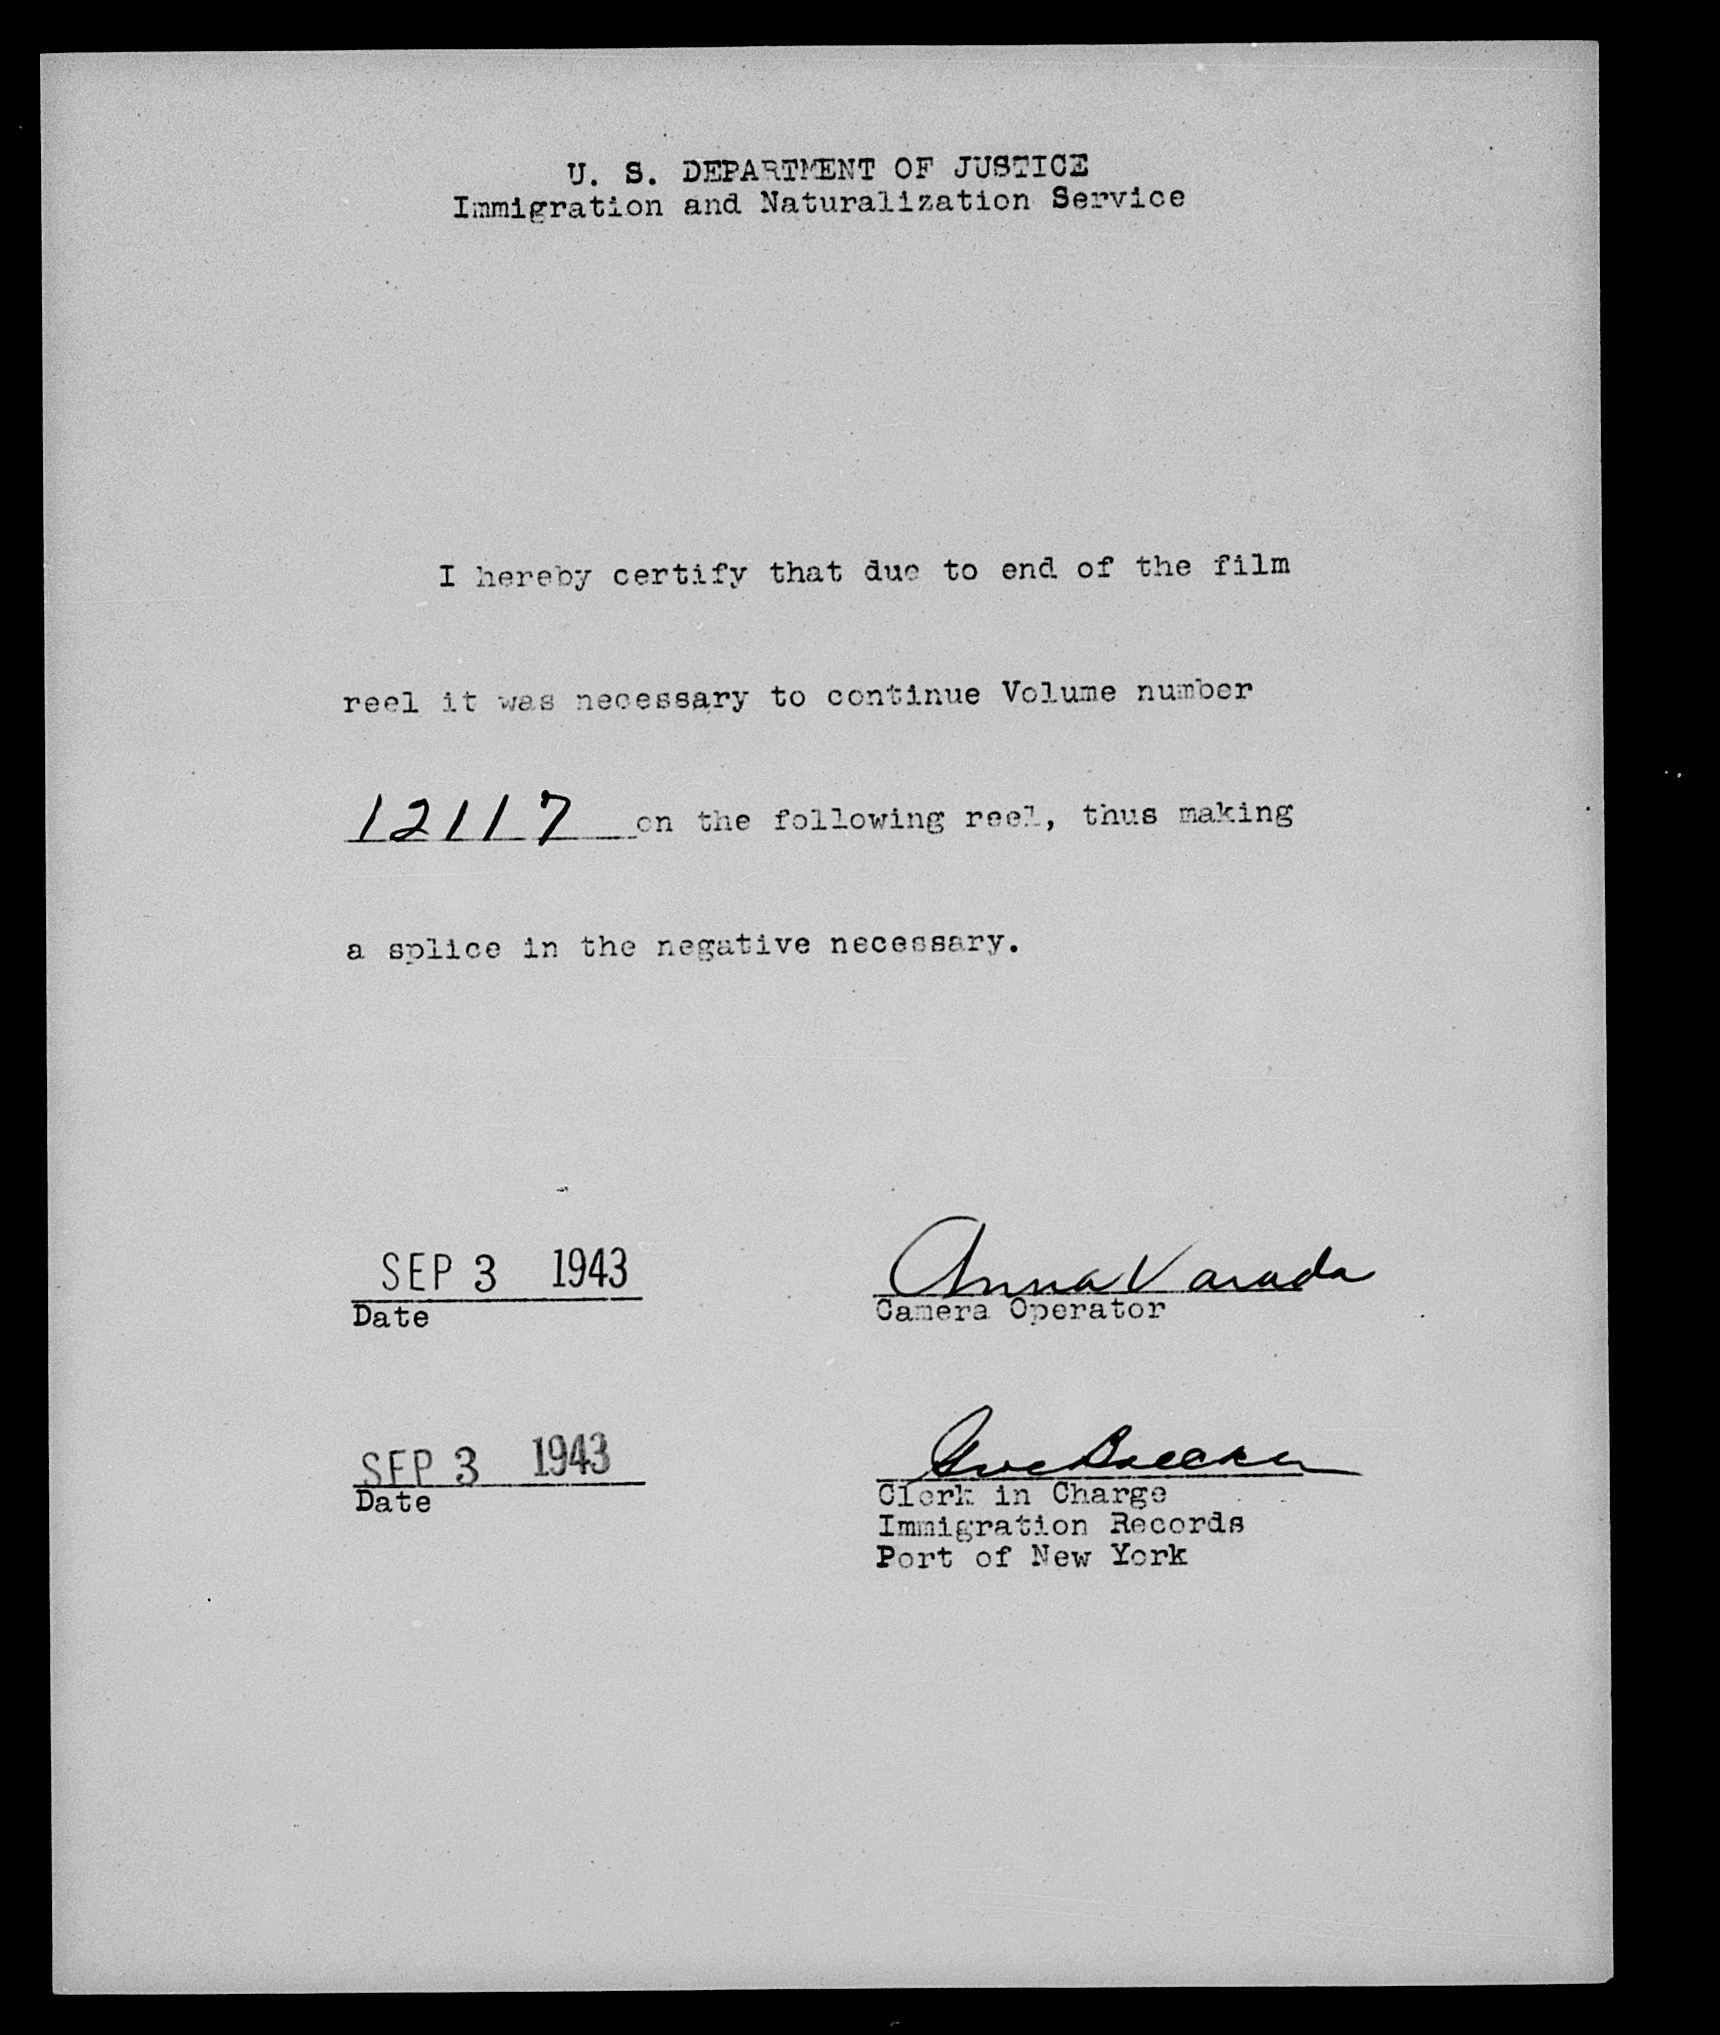 U. S. DEPARTMENT OF JUSTICE
Immigration and Naturalization Service
I hereby certify that due to end of the film
reel it was necessary to continue Volume number
12117 on the following reel, thus making
a splice in the negative necessary.
SEP 3 1943
Date
Anna Varada
Camera Operator
SEP 3 1943
Date
Clerk in Charge
Immigration Records
Port of New York